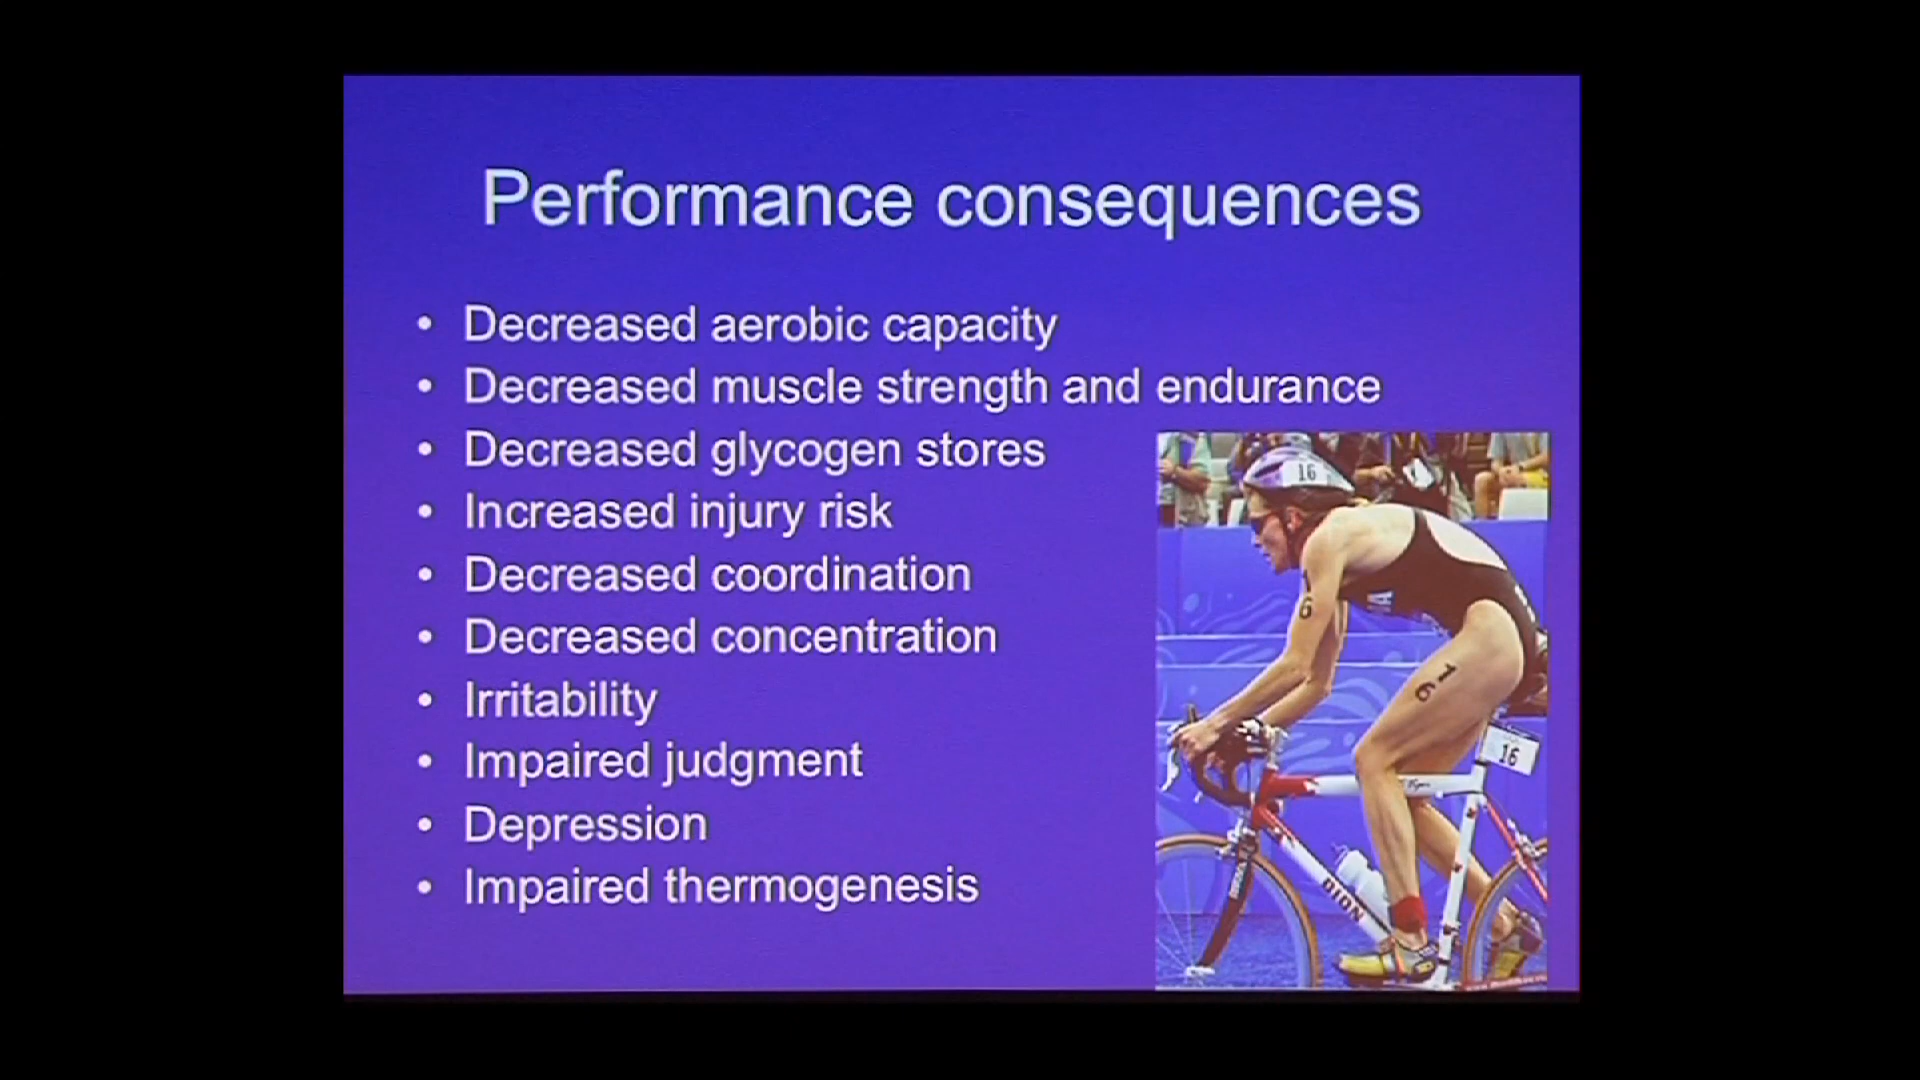 Performance consequences
• Decreased aerobic capacity
• Decreased muscle strength and endurance
• Decreased glycogen stores
• Increased injury risk
• Decreased coordination
• Decreased concentration
• Irritability
• Impaired judgment
• Depression
• Impaired thermogenesis
16
16
16
16
DION